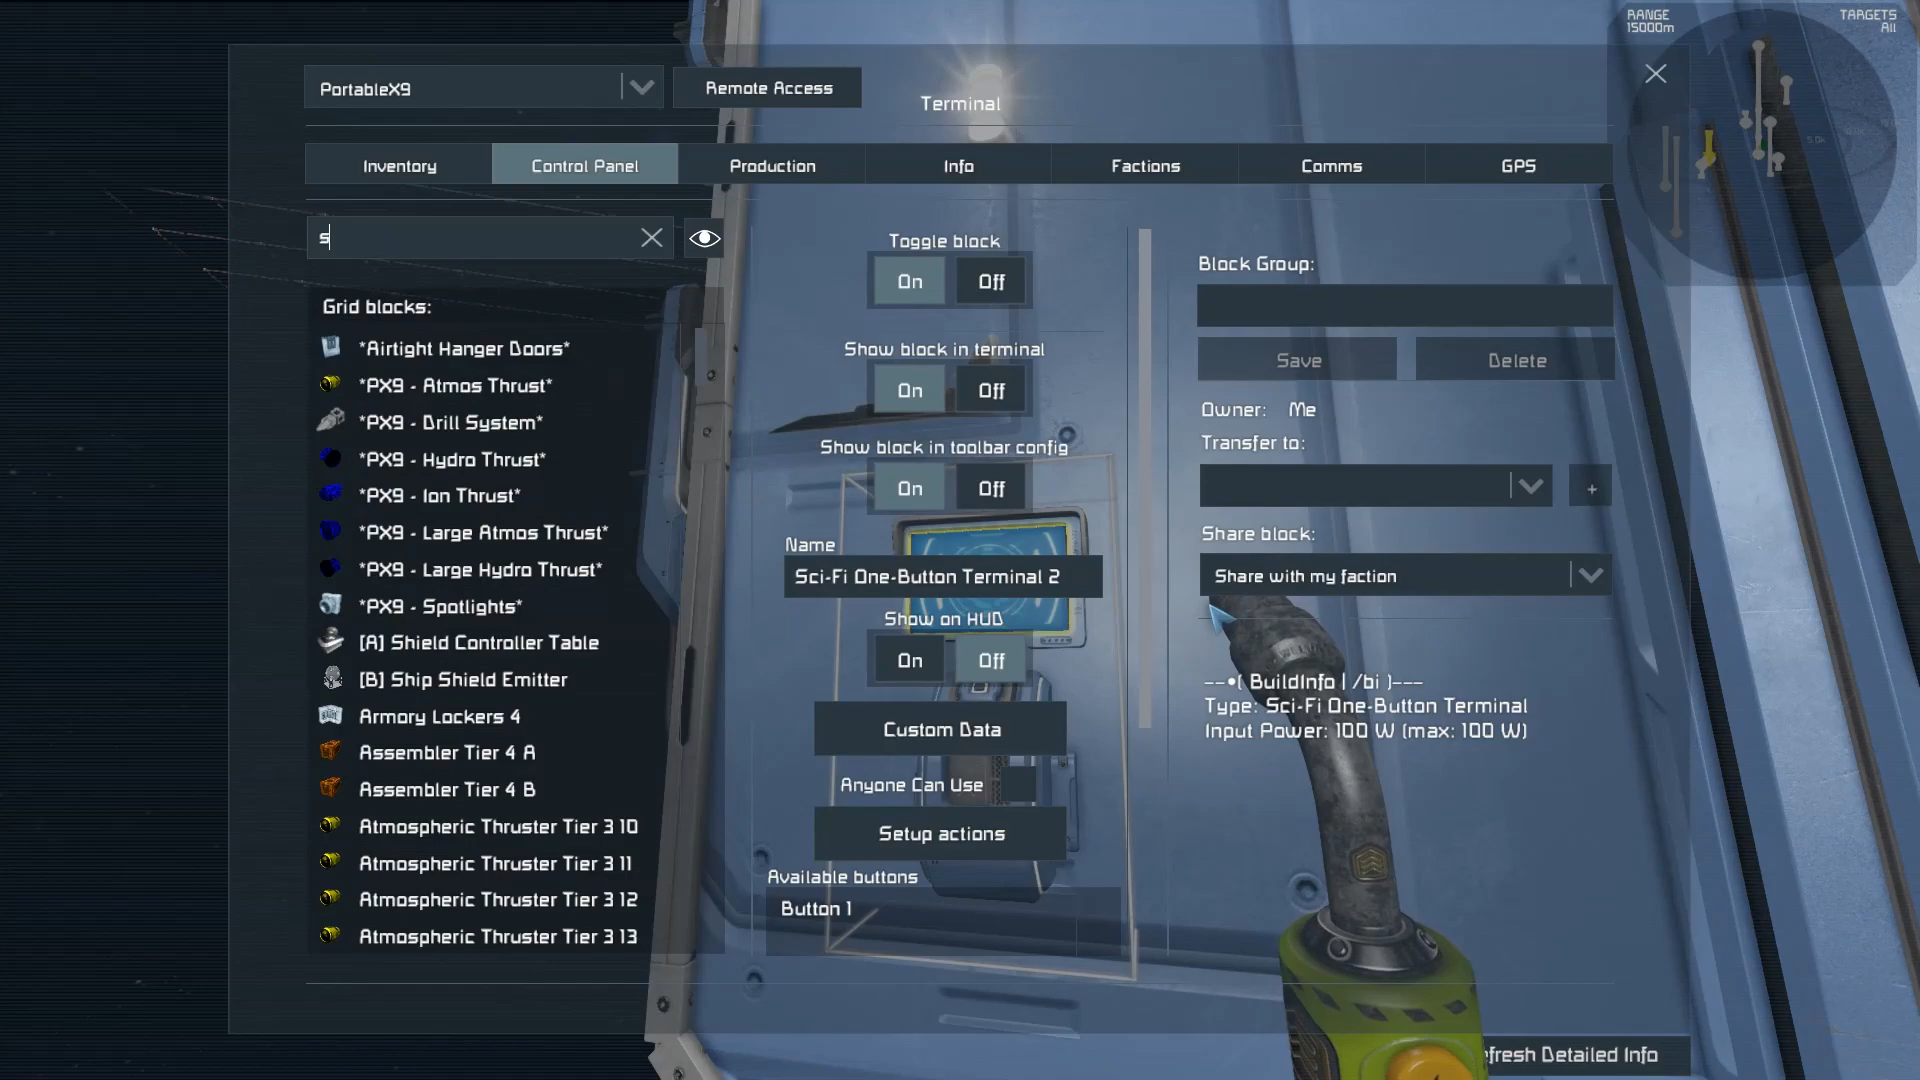 RANGE
15000m
TARGETS
All
PortableX9
Remote Access
Terminal
Inventory
Control Panel
Production
Info
Factions
Comms
GPS
s
Grid blocks:
*Airtight Hanger Doors*
*PX9 - Atmos Thrust*
*PX9 - Drill System*
*PX9 - Hydro Thrust*
*PX9 - Ion Thrust*
*PX9 - Large Atmos Thrust*
*PX9 - Large Hydro Thrust*
*PX9 - Spotlights*
[A] Shield Controller Table
[B] Ship Shield Emitter
Armory Lockers 4
Assembler Tier 4 A
Assembler Tier 4 B
Atmospheric Thruster Tier 3 10
Atmospheric Thruster Tier 3 11
Atmospheric Thruster Tier 3 12
Atmospheric Thruster Tier 3 13
Toggle block
On Off
Show block in terminal
On Off
Show block in toolbar config
On Off
Name
Sci-Fi One-Button Terminal 2
Show on HUD
On Off
Custom Data
Anyone Can Use
Setup actions
Available buttons
Button 1
Block Group:
Save Delete
Owner: Me
Transfer to:
+
Share block:
Share with my faction
--•( BuildInfo | /bi )---
Type: Sci-Fi One-Button Terminal
Input Power: 100 W (max: 100 W)
efresh Detailed Info